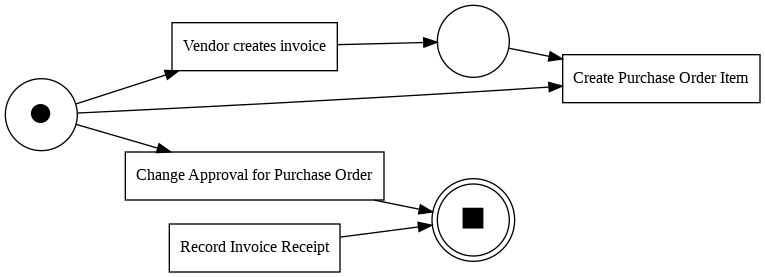 Vendor creates invoice
Create Purchase Order Item
Change Approval for Purchase Order
Record Invoice Receipt